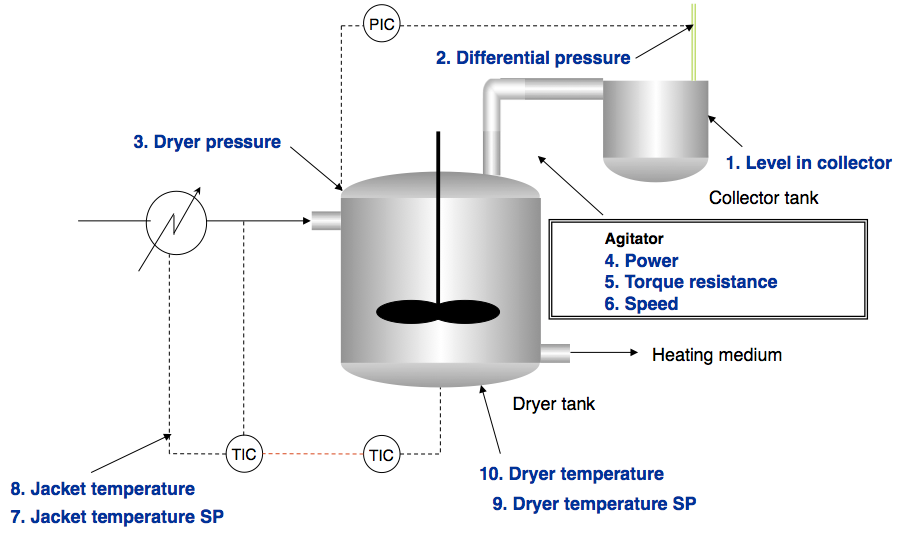 PIC
2. Differential pressure
3. Dryer pressure
1. Level in collector
Collector tank
Agitator
4. Power
5. Torque resistance
6. Speed
Heating medium
Dryer tank
TIC
TIC
10. Dryer temperature
9. Dryer temperature SP
8. Jacket temperature
7. Jacket temperature SP